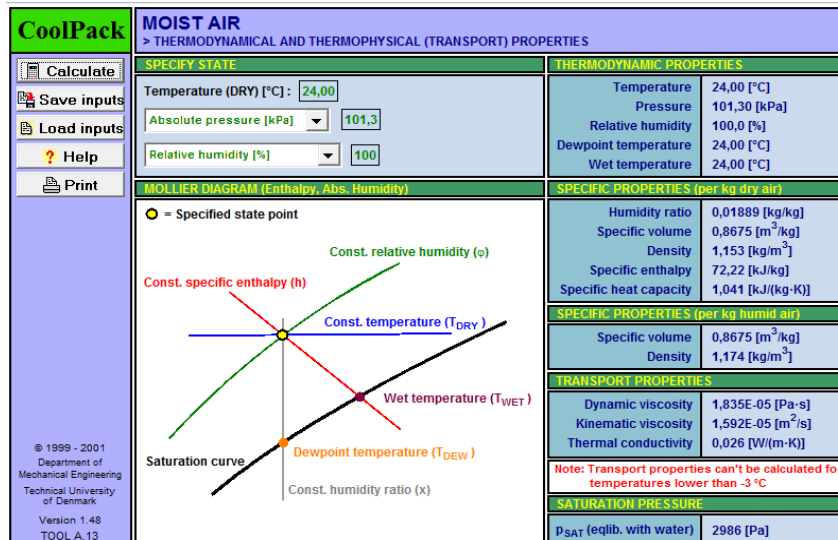 CoolPack
MOIST AIR
> THERMODYNAMICAL AND THERMOPHYSICAL (TRANSPORT) PROPERTIES
Calculate
Save inputs
Load inputs
? Help
Print
© 1999 - 2001
Department of
Mechanical Engineering
Technical University
of Denmark
Version 1.48
TOOL A.13
SPECIFY STATE
Temperature (DRY) [°C] : 24,00
Absolute pressure [kPa] 101,3
Relative humidity [%] 100
MOLLIER DIAGRAM (Enthalpy, Abs. Humidity)
= Specified state point
Const. relative humidity (φ)
Const. specific enthalpy (h)
Const. temperature (TDRY )
Wet temperature (TWET )
Dewpoint temperature (TDEW )
Saturation curve
Const. humidity ratio (x)
THERMODYNAMIC PROPERTIES
Temperature 24,00 [°C]
Pressure 101,30 [kPa]
Relative humidity 100,0 [%]
Dewpoint temperature 24,00 [°C]
Wet temperature 24,00 [°C]
SPECIFIC PROPERTIES (per kg dry air)
Humidity ratio 0,01889 [kg/kg]
Specific volume 0,8675 [m³/kg]
Density 1,153 [kg/m³]
Specific enthalpy 72,22 [kJ/kg]
Specific heat capacity 1,041 [kJ/(kg·K)]
SPECIFIC PROPERTIES (per kg humid air)
Specific volume 0,8675 [m³/kg]
Density 1,174 [kg/m³]
TRANSPORT PROPERTIES
Dynamic viscosity 1,835E-05 [Pa·s]
Kinematic viscosity 1,592E-05 [m²/s]
Thermal conductivity 0,026 [W/(m·K)]
Note: Transport properties can't be calculated fo
temperatures lower than -3 °C
SATURATION PRESSURE
pSAT (eqlib. with water) 2986 [Pa]